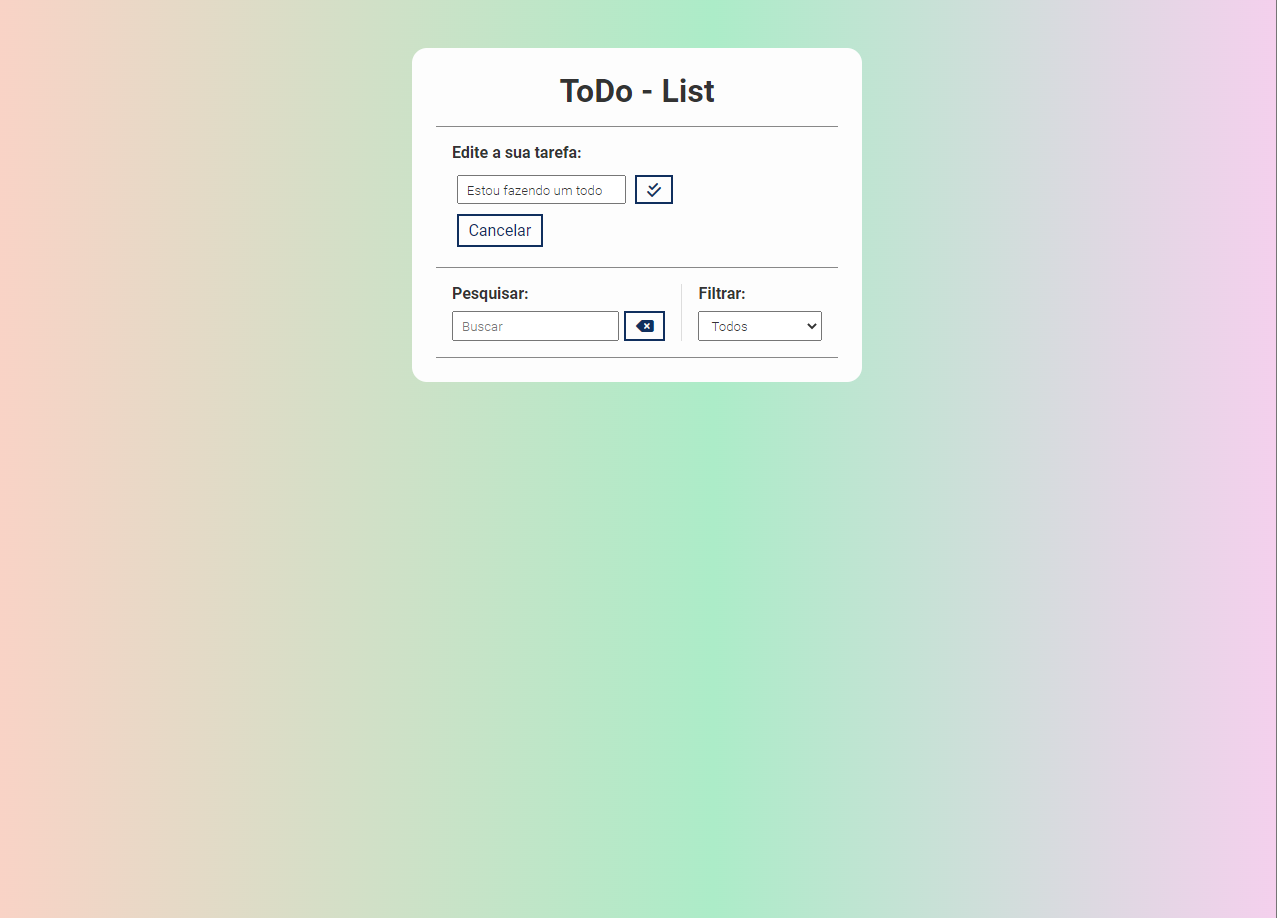 ToDo - List
Edite a sua tarefa:
Estou fazendo um todo
Cancelar
Pesquisar:
Filtrar:
Buscar
Todos